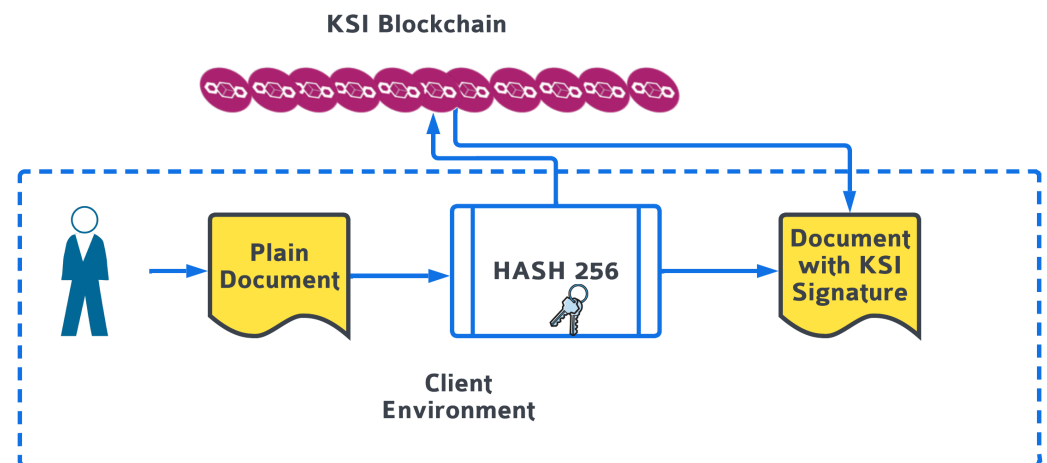 KSI Blockchain
Plain
Document
HASH 256
Document
with KSI
Signature
Client
Environment